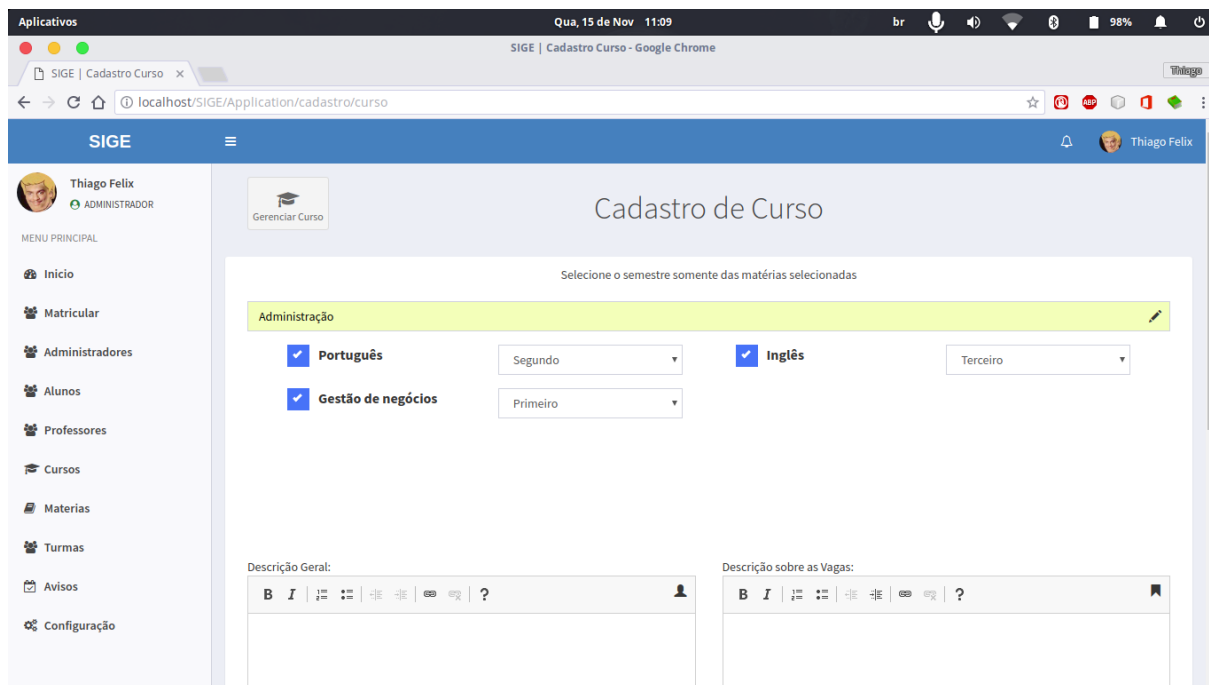 Aplicativos Qua, 15 de Nov 11:09 br 98%
SIGE | Cadastro Curso - Google Chrome
SIGE | Cadastro Curso × Thiago
localhost/SIGE/Application/cadastro/curso ABP
SIGE Thiago Felix
Thiago Felix
ADMINISTRADOR
MENU PRINCIPAL
Inicio
Matricular
Administradores
Alunos
Professores
Cursos
Materias
Turmas
Avisos
Configuração
Gerenciar Curso
Cadastro de Curso
Selecione o semestre somente das matérias selecionadas
Administração
Português Segundo Inglês Terceiro
Gestão de negócios Primeiro
Descrição Geral: Descrição sobre as Vagas:
B I ? B I ?